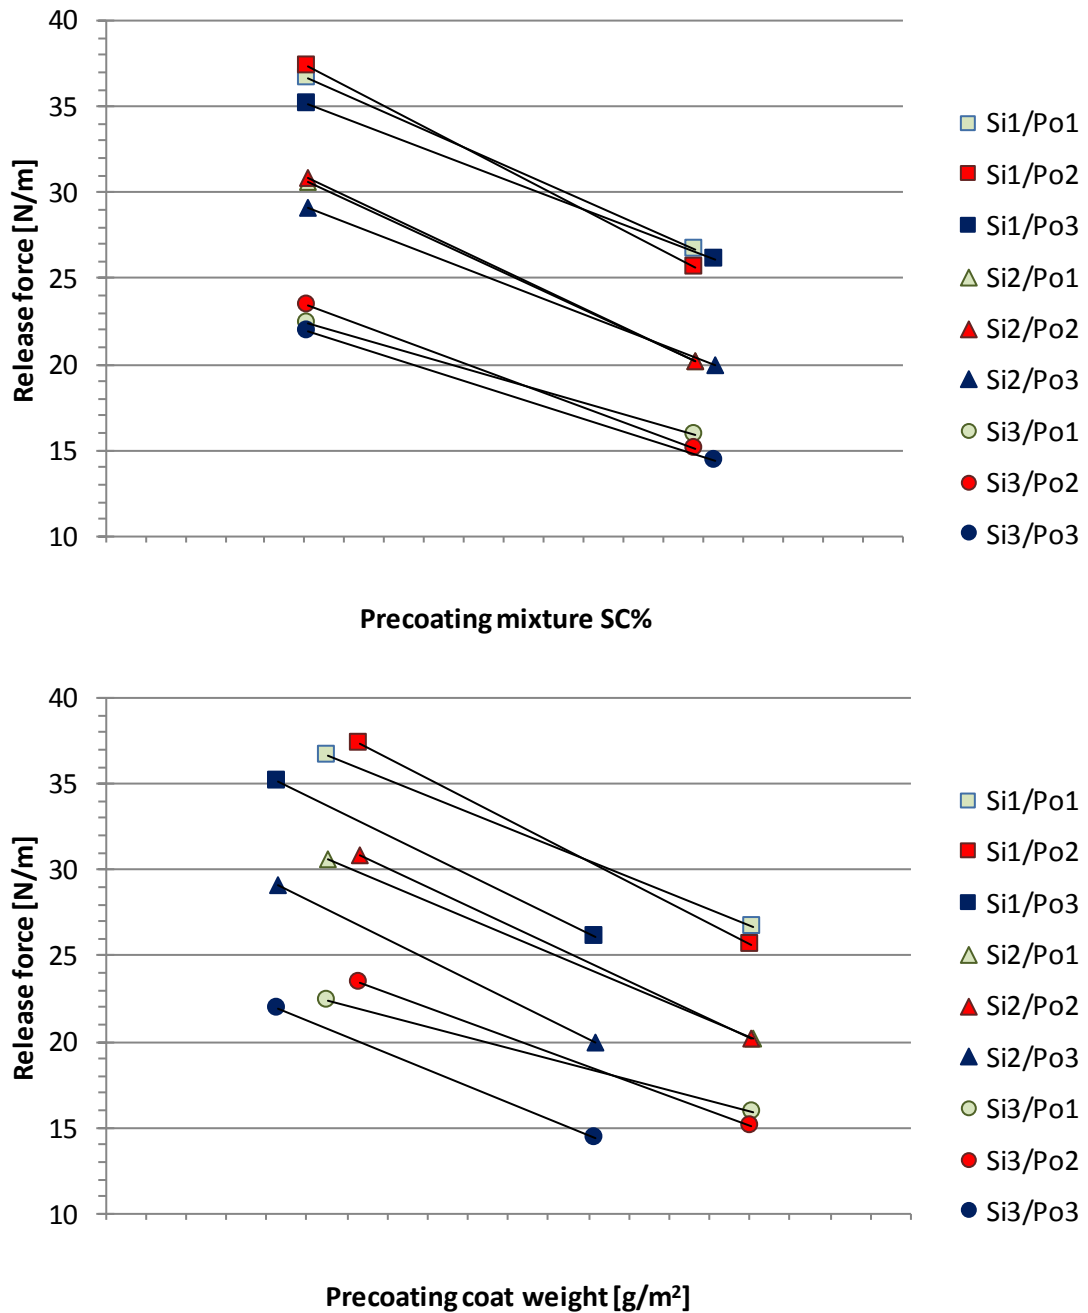 40
35
30
25
20
15
10
Release force [N/m]
Precoating mixture SC%
Si1/Po1
Si1/Po2
Si1/Po3
Si2/Po1
Si2/Po2
Si2/Po3
Si3/Po1
Si3/Po2
Si3/Po3
40
35
30
25
20
15
10
Release force [N/m]
Precoating coat weight [g/m²]
Si1/Po1
Si1/Po2
Si1/Po3
Si2/Po1
Si2/Po2
Si2/Po3
Si3/Po1
Si3/Po2
Si3/Po3